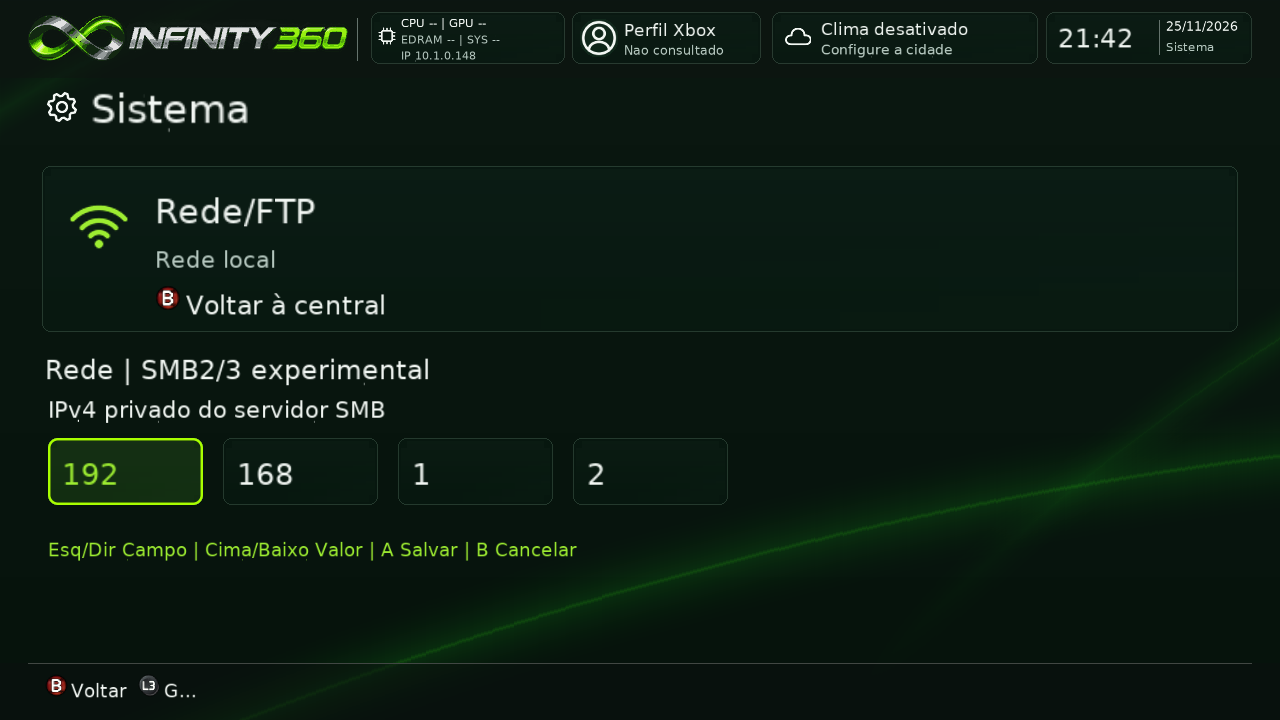 INFINITY 360
CPU -- | GPU --
EDRAM -- | SYS --
IP 10.1.0.148
Perfil Xbox
Nao consultado
Clima desativado
Configure a cidade
21:42
25/11/2026
Sistema
Sistema
Rede/FTP
Rede local
B Voltar à central
Rede | SMB2/3 experimental
IPv4 privado do servidor SMB
192 168 1 2
Esq/Dir Campo | Cima/Baixo Valor | A Salvar | B Cancelar
B Voltar L3 G...